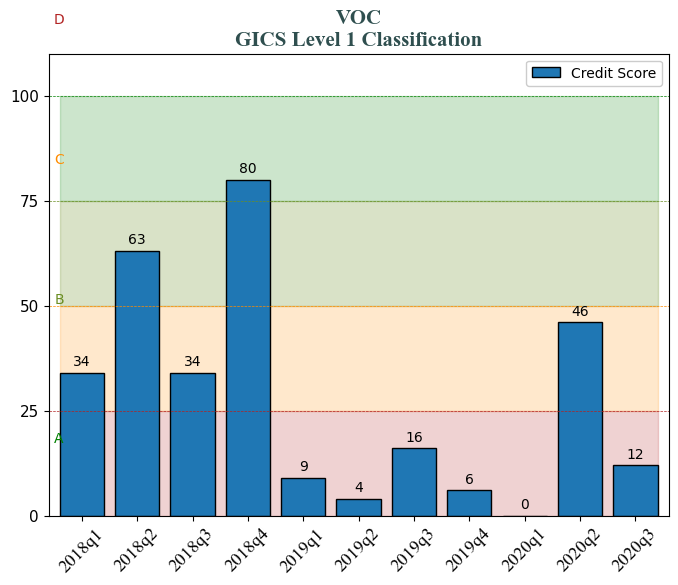 D
VOC
GICS Level 1 Classification
Credit Score
100
C
80
75
63
B
50
46
34
34
25
A
16
12
9
6
4
0
0
2018q1
2018q2
2018q3
2018q4
2019q1
2019q2
2019q3
2019q4
2020q1
2020q2
2020q3